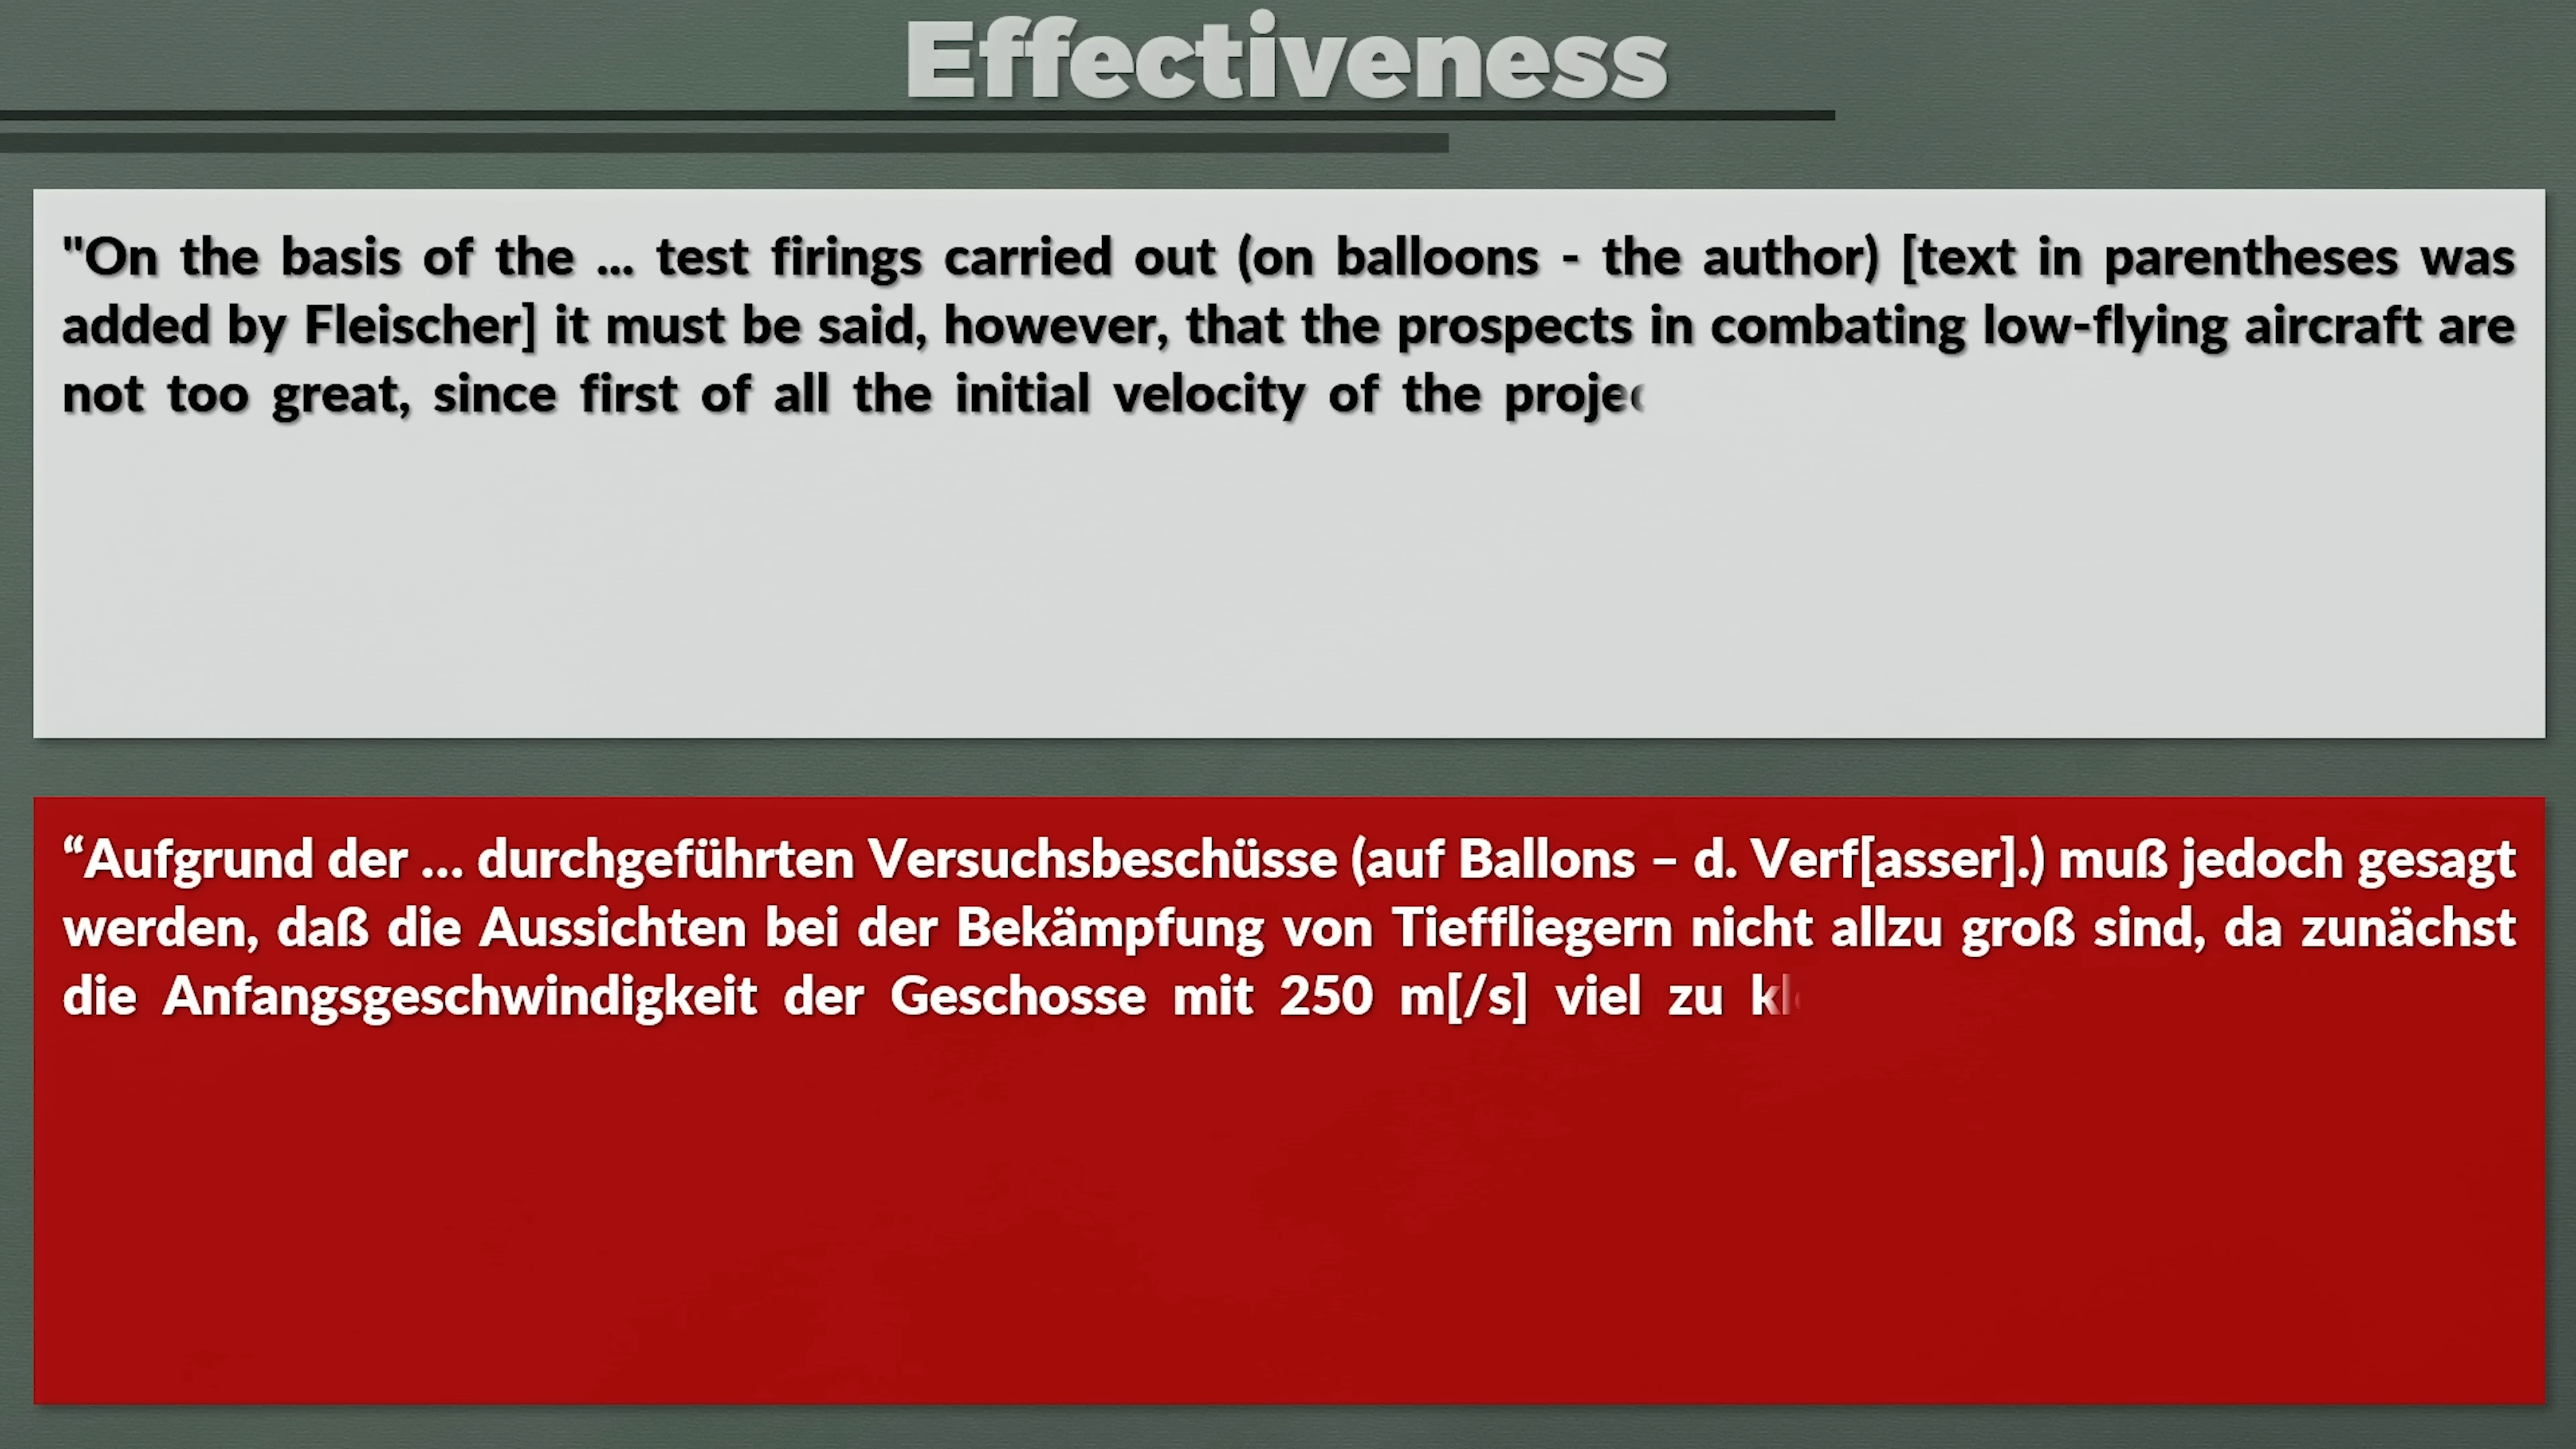 Effectiveness
"On the basis of the ... test firings carried out (on balloons - the author) [text in parentheses was
added by Fleischer] it must be said, however, that the prospects in combating low-flying aircraft are
not too great, since first of all the initial velocity of the
“Aufgrund der ... durchgeführten Versuchsbeschüsse (auf Ballons – d. Verf[asser].) muß jedoch gesagt
werden, daß die Aussichten bei der Bekämpfung von Tieffliegern nicht allzu groß sind, da zunächst
die Anfangsgeschwindigkeit der Geschosse mit 250 m[/s] viel zu